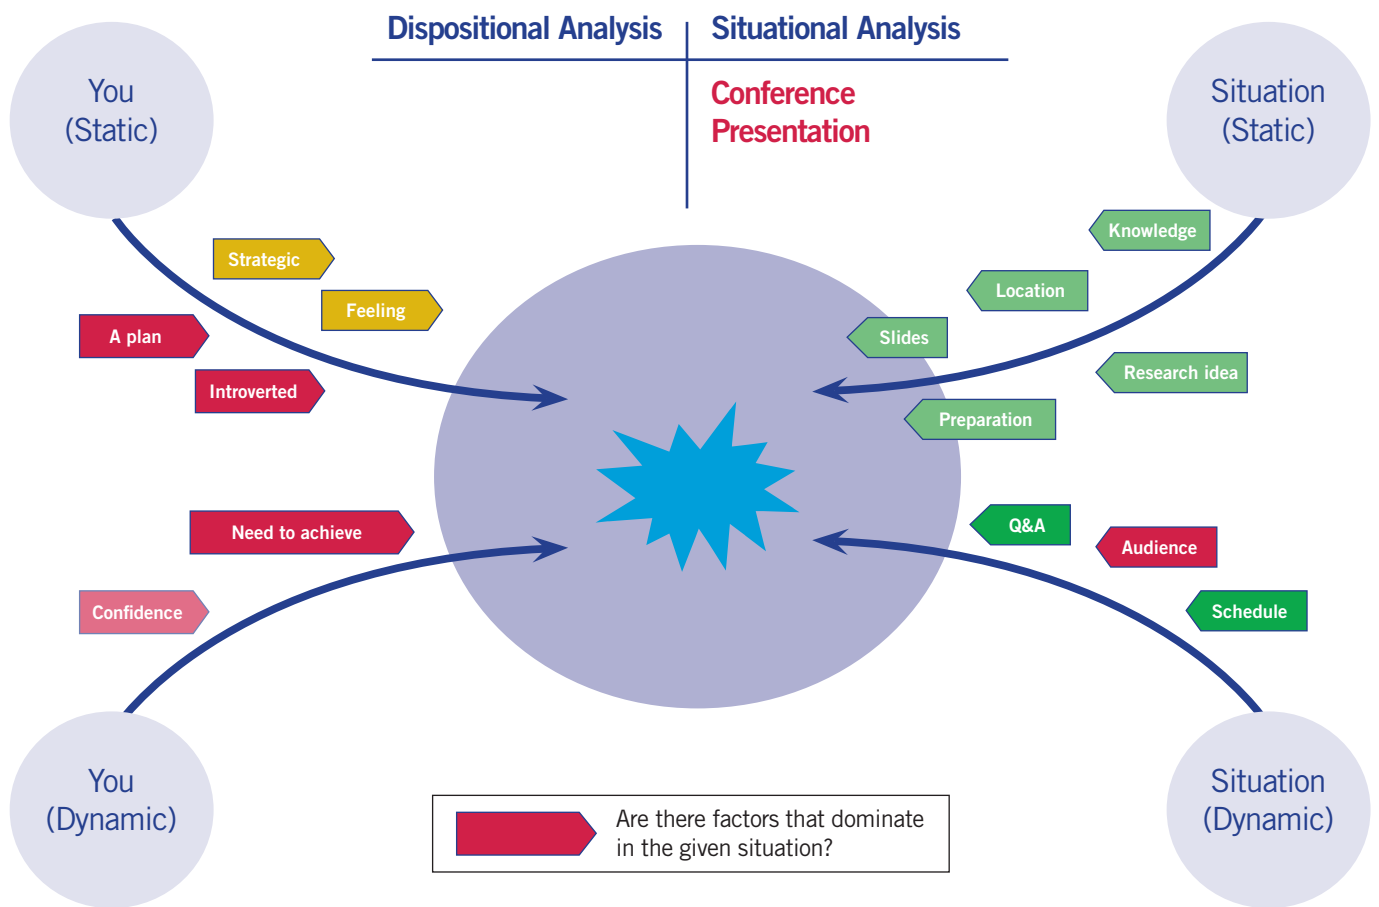 Dispositional Analysis
Situational Analysis
Conference
Presentation
You
(Static)
Situation
(Static)
Strategic
Feeling
A plan
Introverted
Knowledge
Location
Slides
Research idea
Preparation
Need to achieve
Confidence
Q&A
Audience
Schedule
You
(Dynamic)
Situation
(Dynamic)
Are there factors that dominate
in the given situation?